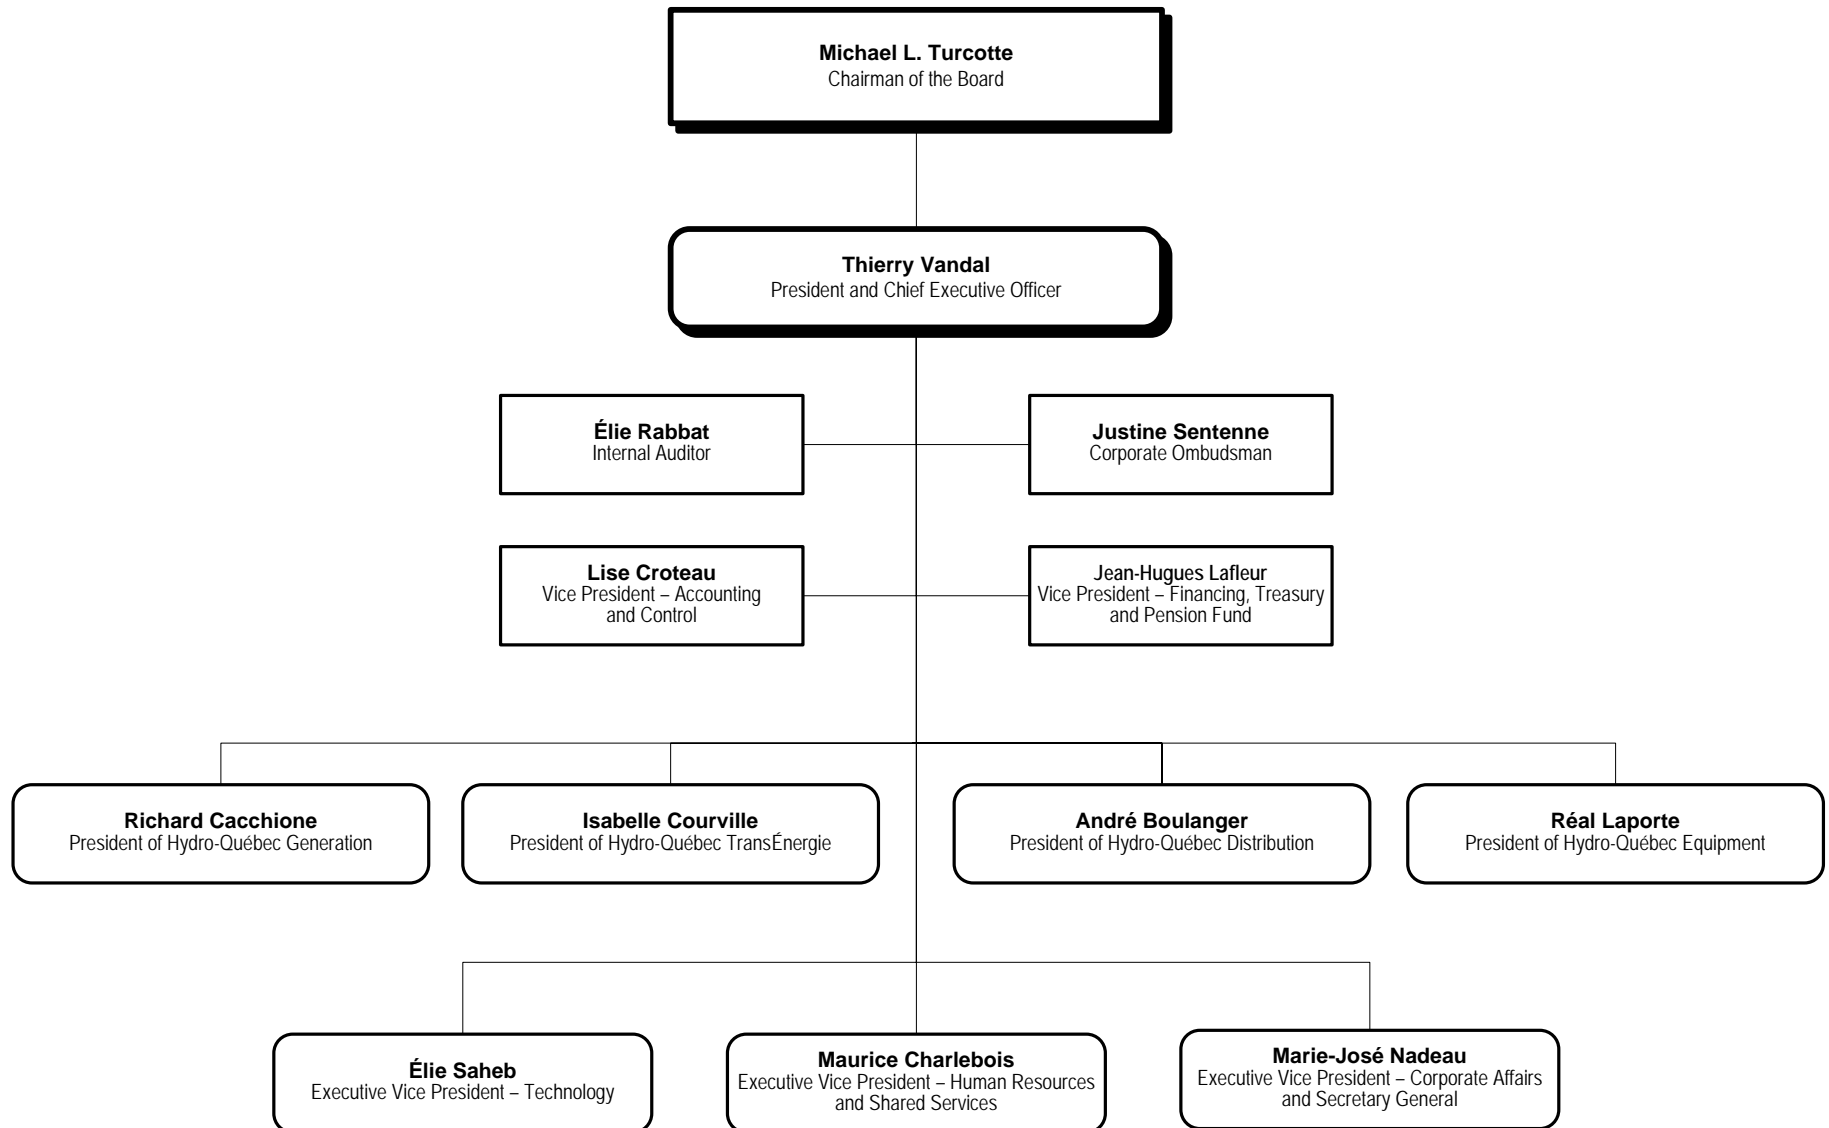 Michael L. Turcotte
Chairman of the Board
Thierry Vandal
President and Chief Executive Officer
Élie Rabbat
Internal Auditor
Justine Sentenne
Corporate Ombudsman
Lise Croteau
Vice President – Accounting
and Control
Jean-Hugues Lafleur
Vice President – Financing, Treasury
and Pension Fund
Richard Cacchione
President of Hydro-Québec Generation
Isabelle Courville
President of Hydro-Québec TransÉnergie
André Boulanger
President of Hydro-Québec Distribution
Réal Laporte
President of Hydro-Québec Equipment
Élie Saheb
Executive Vice President – Technology
Maurice Charlebois
Executive Vice President – Human Resources
and Shared Services
Marie-José Nadeau
Executive Vice President – Corporate Affairs
and Secretary General